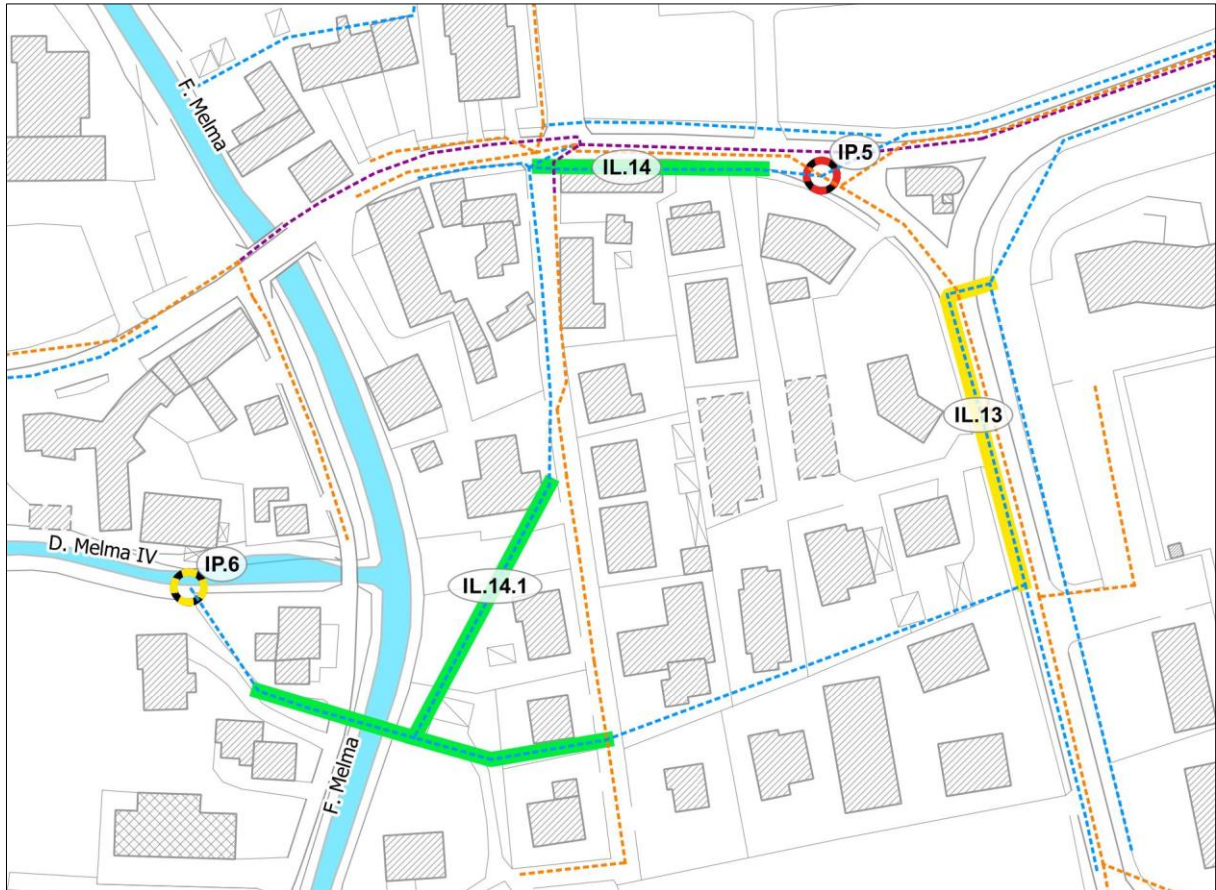 F. Melma
IP.5
IL.14
IL.13
D. Melma IV
IP.6
IL.14.1
F. Melma